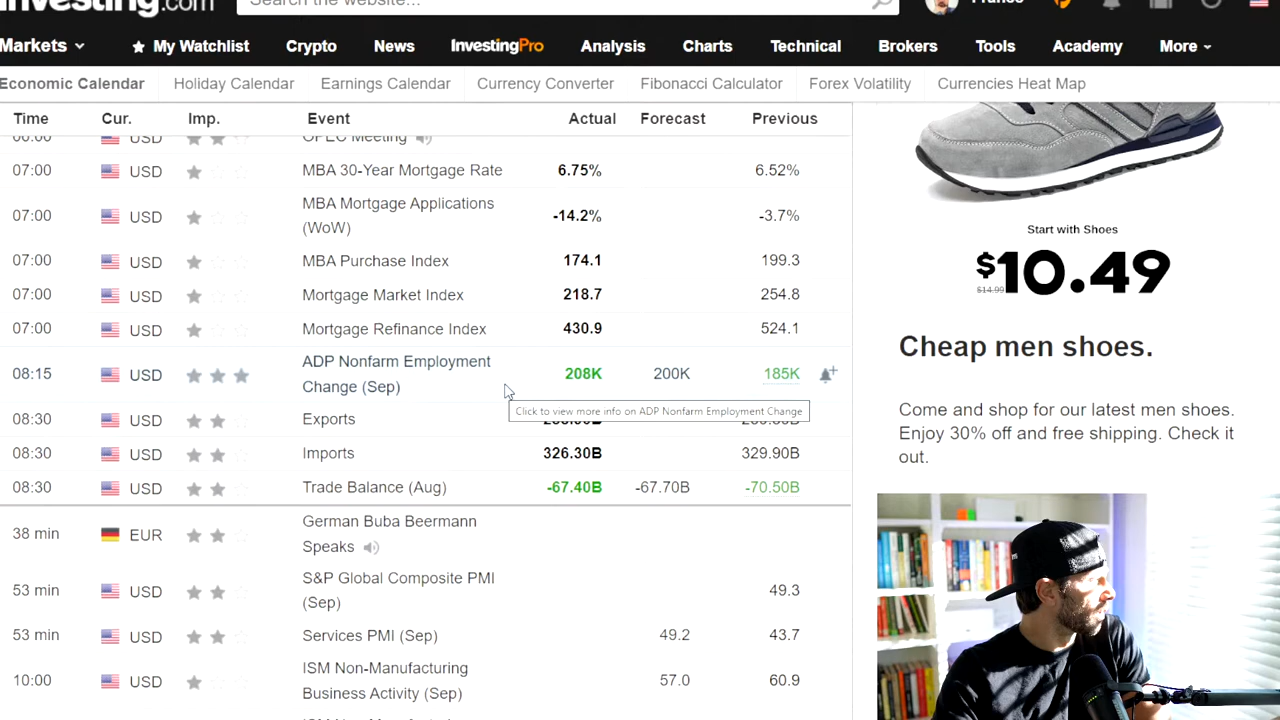 Investing.com
Search the website...
Markets
My Watchlist
Crypto
News
InvestingPro
Analysis
Charts
Technical
Brokers
Tools
Academy
More
Economic Calendar
Holiday Calendar
Earnings Calendar
Currency Converter
Fibonacci Calculator
Forex Volatility
Currencies Heat Map
Time Cur. Imp. Event Actual Forecast Previous
USD OPEC Meeting
07:00 USD MBA 30-Year Mortgage Rate 6.75% 6.52%
07:00 USD MBA Mortgage Applications -14.2% -3.7%
(WoW)
07:00 USD MBA Purchase Index 174.1 199.3
07:00 USD Mortgage Market Index 218.7 254.8
07:00 USD Mortgage Refinance Index 430.9 524.1
08:15 USD ADP Nonfarm Employment 208K 200K 185K
Change (Sep)
Click to view more info on ADP Nonfarm Employment Change
08:30 USD Exports
08:30 USD Imports 326.30B 329.90B
08:30 USD Trade Balance (Aug) -67.40B -67.70B -70.50B
38 min EUR German Buba Beermann
Speaks
53 min USD S&P Global Composite PMI 49.3
(Sep)
53 min USD Services PMI (Sep) 49.2 43.7
10:00 USD ISM Non-Manufacturing 57.0 60.9
Business Activity (Sep)
Start with Shoes
$10.49
$14.99
Cheap men shoes.
Come and shop for our latest men shoes.
Enjoy 30% off and free shipping. Check it
out.